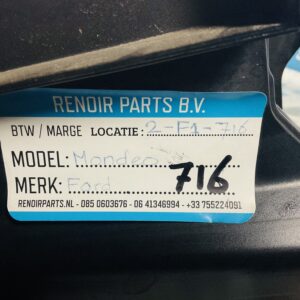 RENOIR PARTS B.V.
BTW / MARGE LOCATIE: 2-F1-716
MODEL: Mondeo
MERK: Ford 716
RENOIRPARTS.NL - 085 0603676 - 06 41346994 - +33 755224091